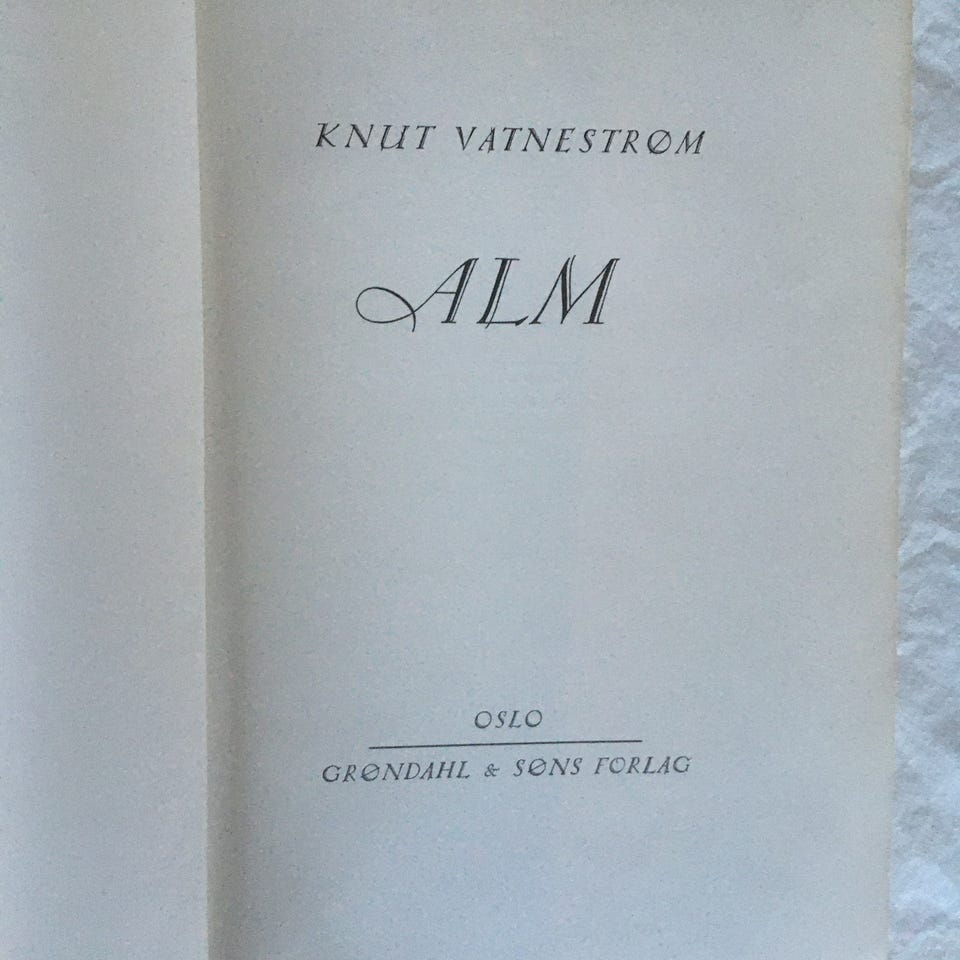 KNUT VATNESTRØM
ALM
OSLO
GRØNDAHL & SØNS FORLAG